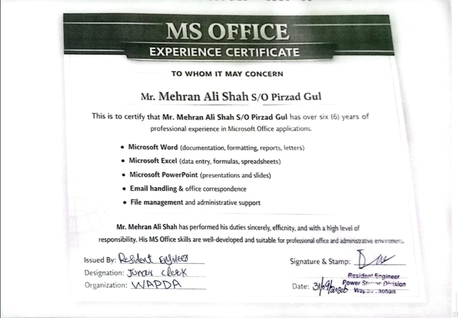 MS OFFICE
EXPERIENCE CERTIFICATE
TO WHOM IT MAY CONCERN
Mr. Mehran Ali Shah S/O Pirzad Gul
This is to certify that Mr. Mehran Ali Shah S/O Pirzad Gul has over six (6) years of
professional experience in Microsoft Office applications.
• Microsoft Word (documentation, formatting, reports, letters)
• Microsoft Excel (data entry, formulas, spreadsheets)
• Microsoft PowerPoint (presentations and slides)
• Email handling & office correspondence
• File management and administrative support
Mr. Mehran Ali Shah has performed his duties sincerely, efficnity, and with a high level of
responsibility. His MS Office skills are well-developed and suitable for professional office and administrative environments.
Issued By: Resident Engineer
Signature & Stamp:
Designation: Junair Clerk
Resident Engineer
Organization: WAPDA
Date:
Power Division